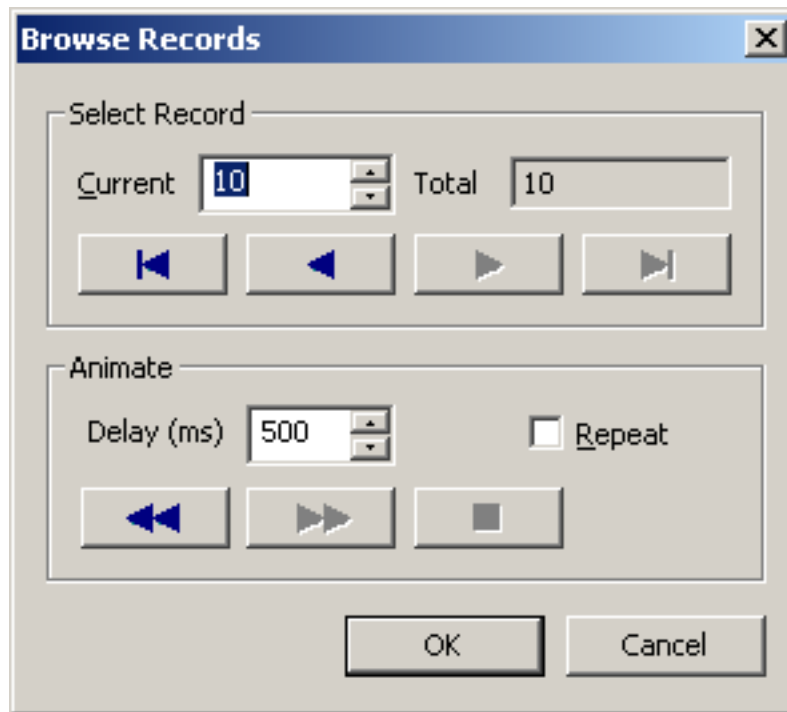 Browse Records
Select Record
Current 10 Total 10
Animate
Delay (ms) 500 Repeat
OK Cancel